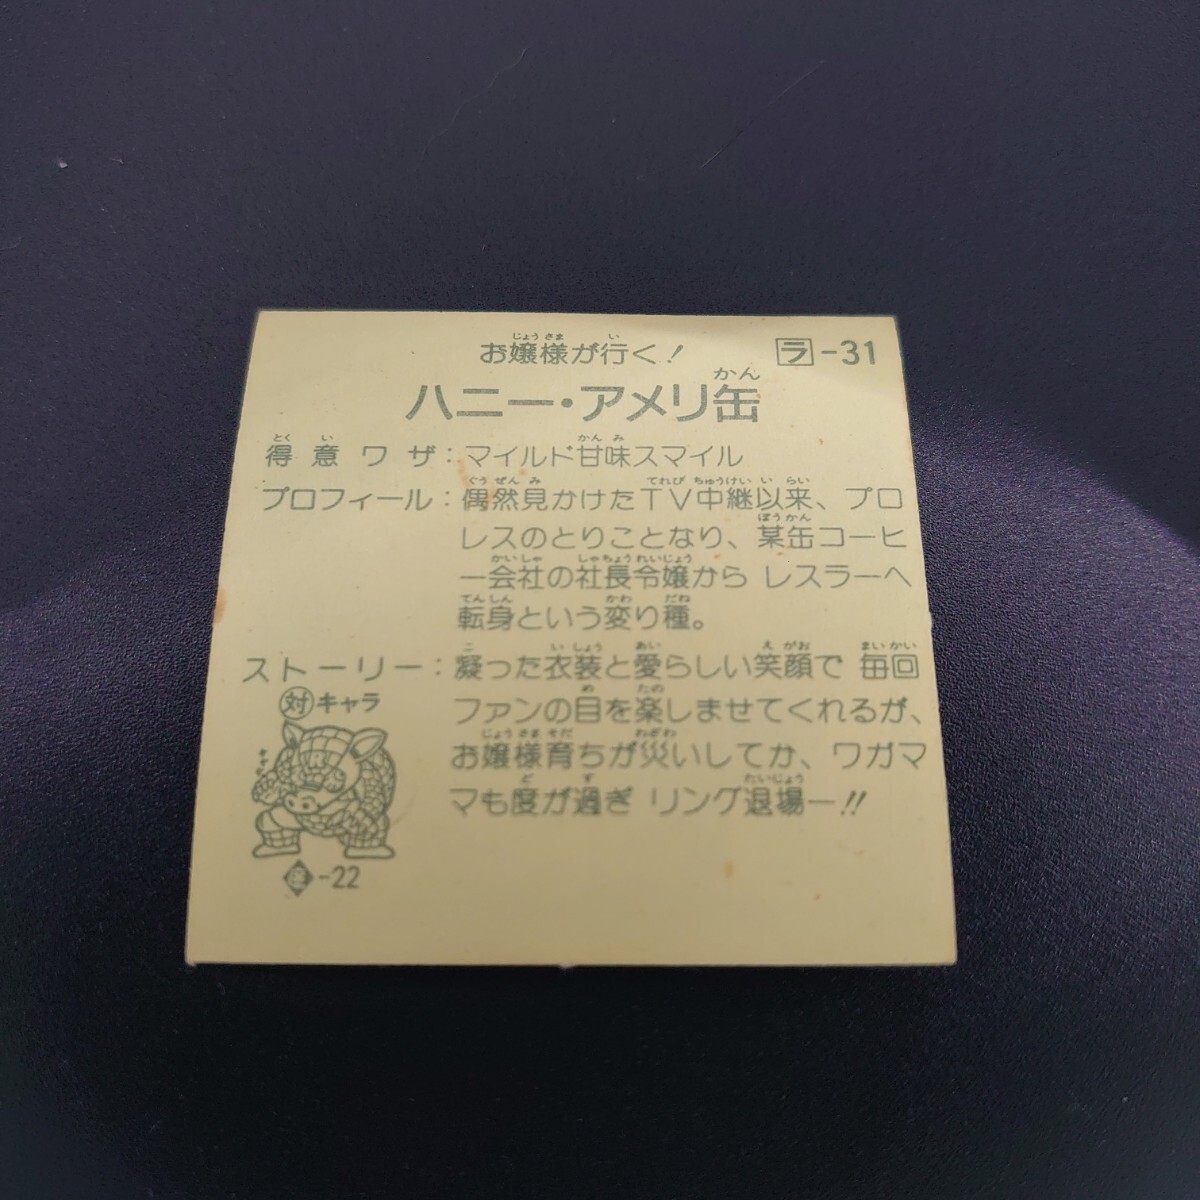 お嬢様が行く! ラ-31
ハニー・アメリ缶
得意ワザ:マイルド甘味スマイル
プロフィール:偶然見かけたTV中継以来、プロ
レスのとりことなり、某缶コーヒ
ー会社の社長令嬢から レスラーへ
転身という変り種。
ストーリー:凝った衣装と愛らしい笑顔で 毎回
ファンの目を楽しませてくれるが、
お嬢様育ちが災いしてか、ワガマ
マも度が過ぎ リング退場ー!!
対キャラ
-22